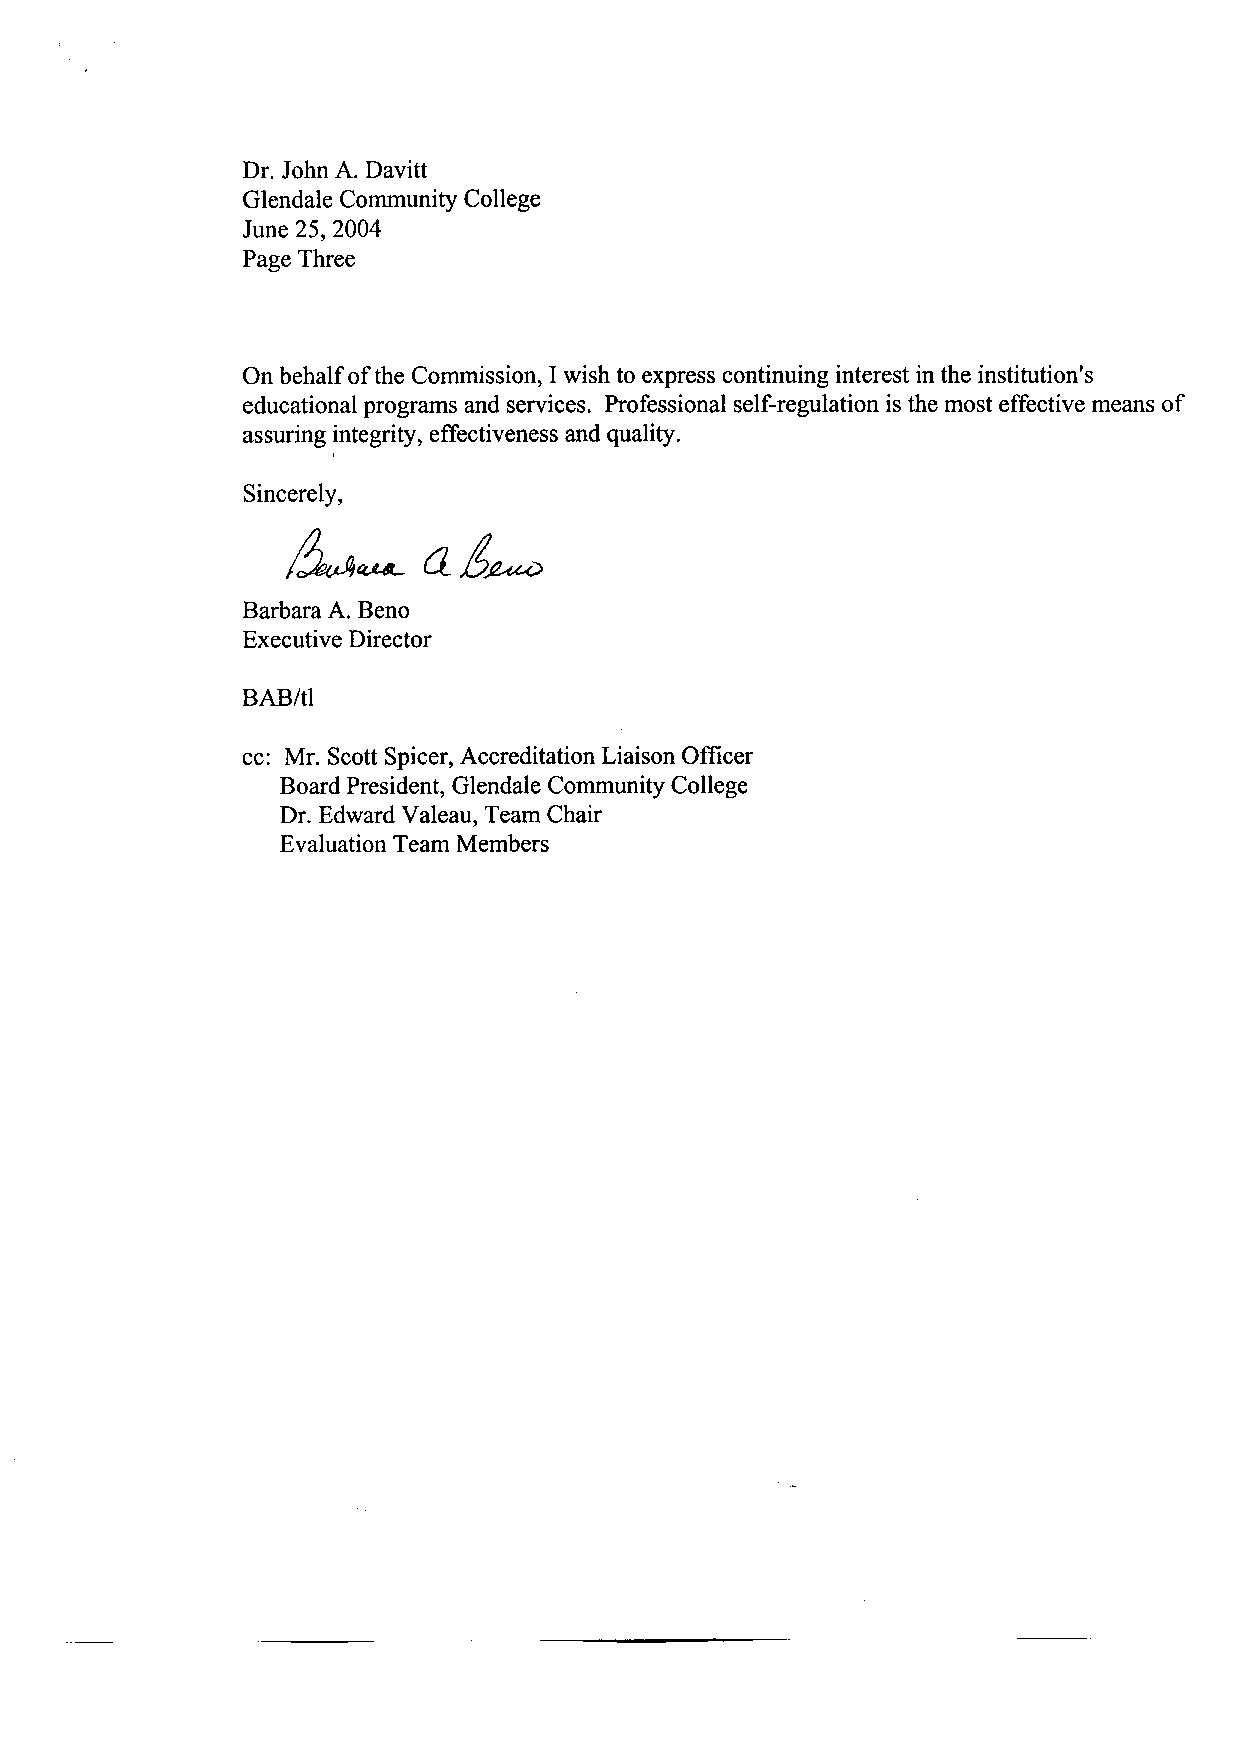 Dr. John A. Davitt
Glendale Community College
June 25, 2004
Page Three
On behalf of the Commission, I wish to express continuing interest in the institution's
educational programs and services. Professional self-regulation is the most effective means of
assuring integrity, effectiveness and quality.
Sincerely,
Barbara A Beno
Barbara A. Beno
Executive Director
BAB/tl
cc: Mr. Scott Spicer, Accreditation Liaison Officer
Board President, Glendale Community College
Dr. Edward Valeau, Team Chair
Evaluation Team Members